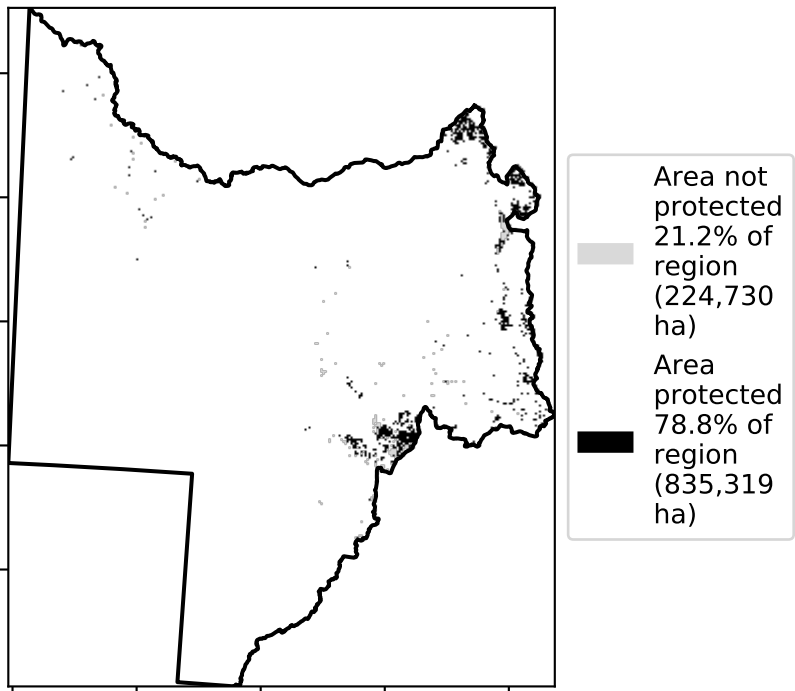 Area not
protected
21.2% of
region
(224,730
ha)
Area
protected
78.8% of
region
(835,319
ha)